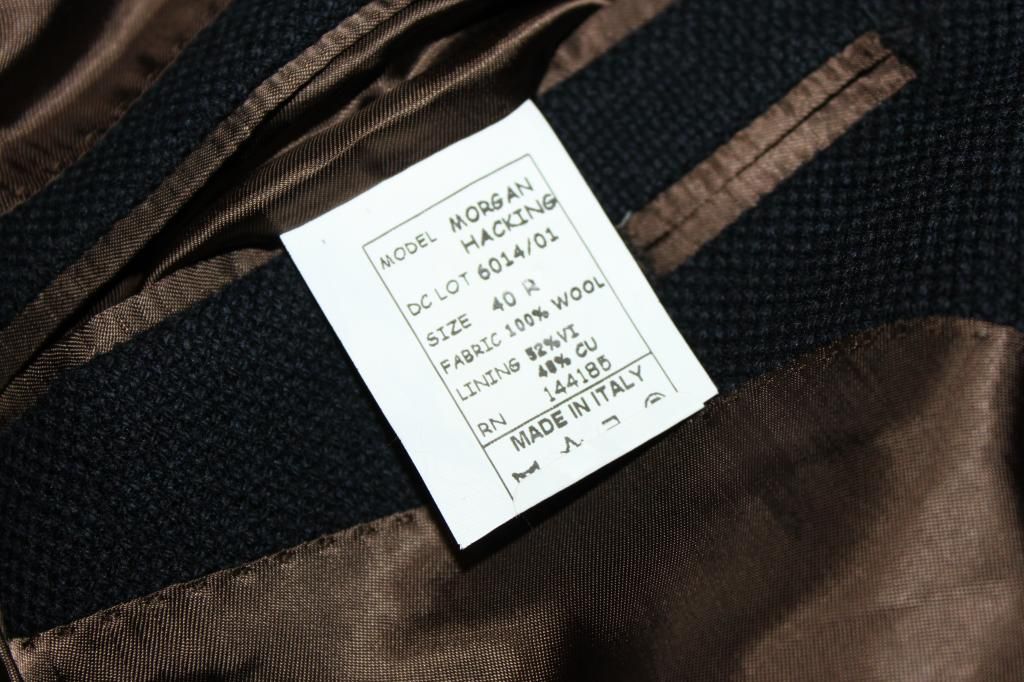 MODEL MORGAN
HACKING
DC LOT 6014/01
SIZE 40 R
FABRIC 100% WOOL
LINING 52%VI
48% CU
RN 144185
MADE IN ITALY